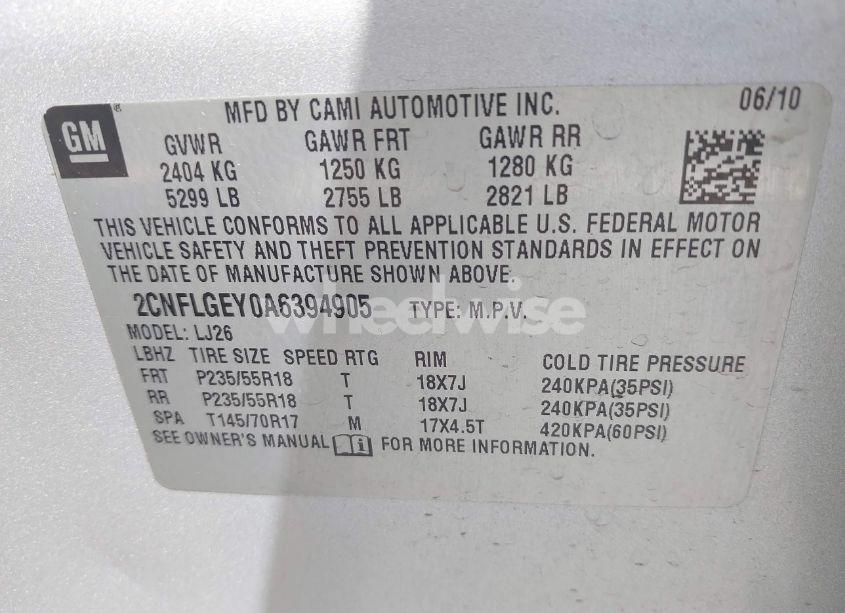 GM
MFD BY CAMI AUTOMOTIVE INC. 06/10
GVWR GAWR FRT GAWR RR
2404 KG 1250 KG 1280 KG
5299 LB 2755 LB 2821 LB
THIS VEHICLE CONFORMS TO ALL APPLICABLE U.S. FEDERAL MOTOR
VEHICLE SAFETY AND THEFT PREVENTION STANDARDS IN EFFECT ON
THE DATE OF MANUFACTURE SHOWN ABOVE.
2CNFLGEY0A6394905 TYPE: M.P.V.
wheelwise
MODEL: LJ26
LBHZ TIRE SIZE SPEED RTG RIM COLD TIRE PRESSURE
FRT P235/55R18 T 18X7J 240KPA(35PSI)
RR P235/55R18 T 18X7J 240KPA(35PSI)
SPA T145/70R17 M 17X4.5T 420KPA(60PSI)
SEE OWNER'S MANUAL FOR MORE INFORMATION.